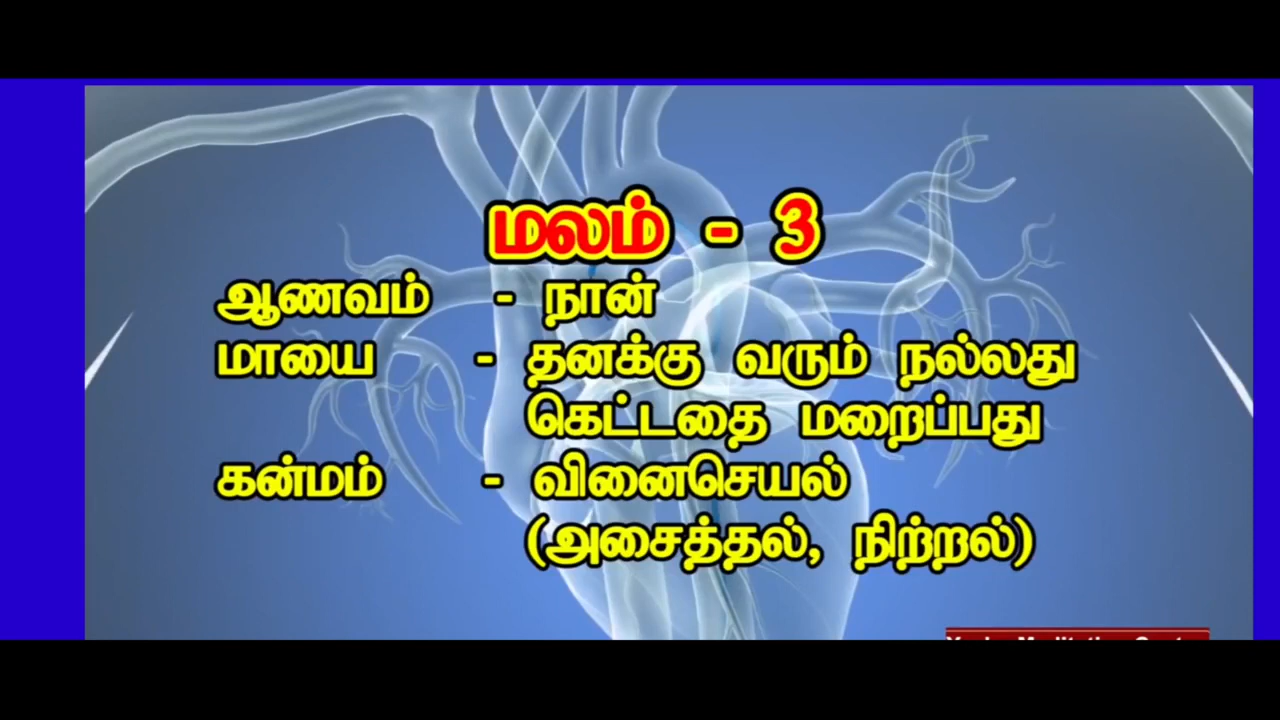 மலம் - 3
ஆணவம் - நான்
மாயை - தனக்கு வரும் நல்லது
கெட்டதை மறைப்பது
கன்மம் - வினைசெயல்
(அசைத்தல், நிற்றல்)